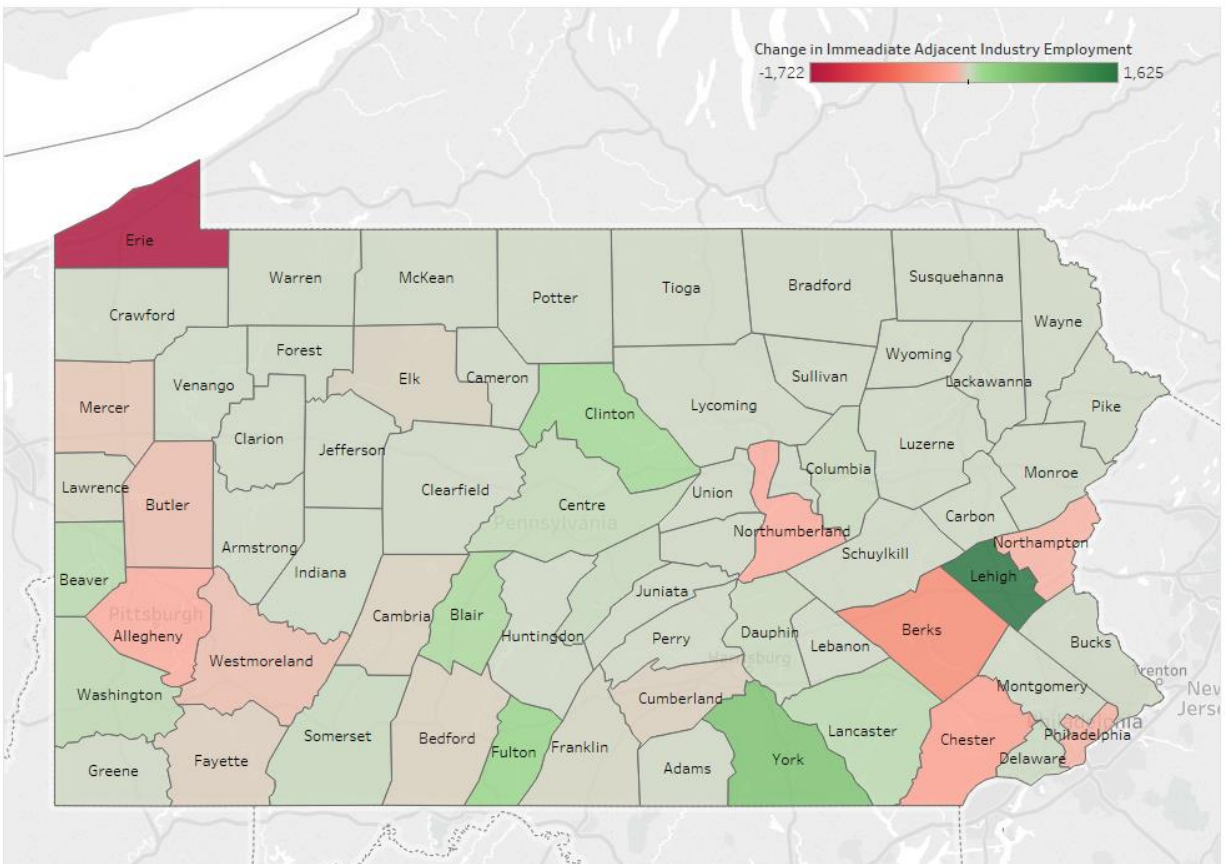 Change in Immeadiate Adjacent Industry Employment
-1,722 1,625
Erie
Warren
McKean
Potter
Tioga
Bradford
Susquehanna
Crawford
Wayne
Forest
Wyoming
Venango
Elk
Cameron
Sullivan
Lackawanna
Mercer
Clinton
Lycoming
Pike
Clarion
Jefferson
Columbia
Luzerne
Monroe
Lawrence
Butler
Clearfield
Centre
Union
Carbon
Pennsylvania
Northumberland
Northampton
Armstrong
Schuylkill
Beaver
Indiana
Lehigh
Juniata
Pittsburgh
Allegheny
Cambria
Blair
Huntingdon
Perry
Dauphin
Berks
Lebanon
Bucks
Westmoreland
Harrisburg
renton
Washington
Cumberland
Montgomery
New
Jerse
Somerset
Bedford
Fulton
Franklin
Lancaster
Chester
Philadelphia
Philadelphia
Delaware
Greene
Fayette
Adams
York